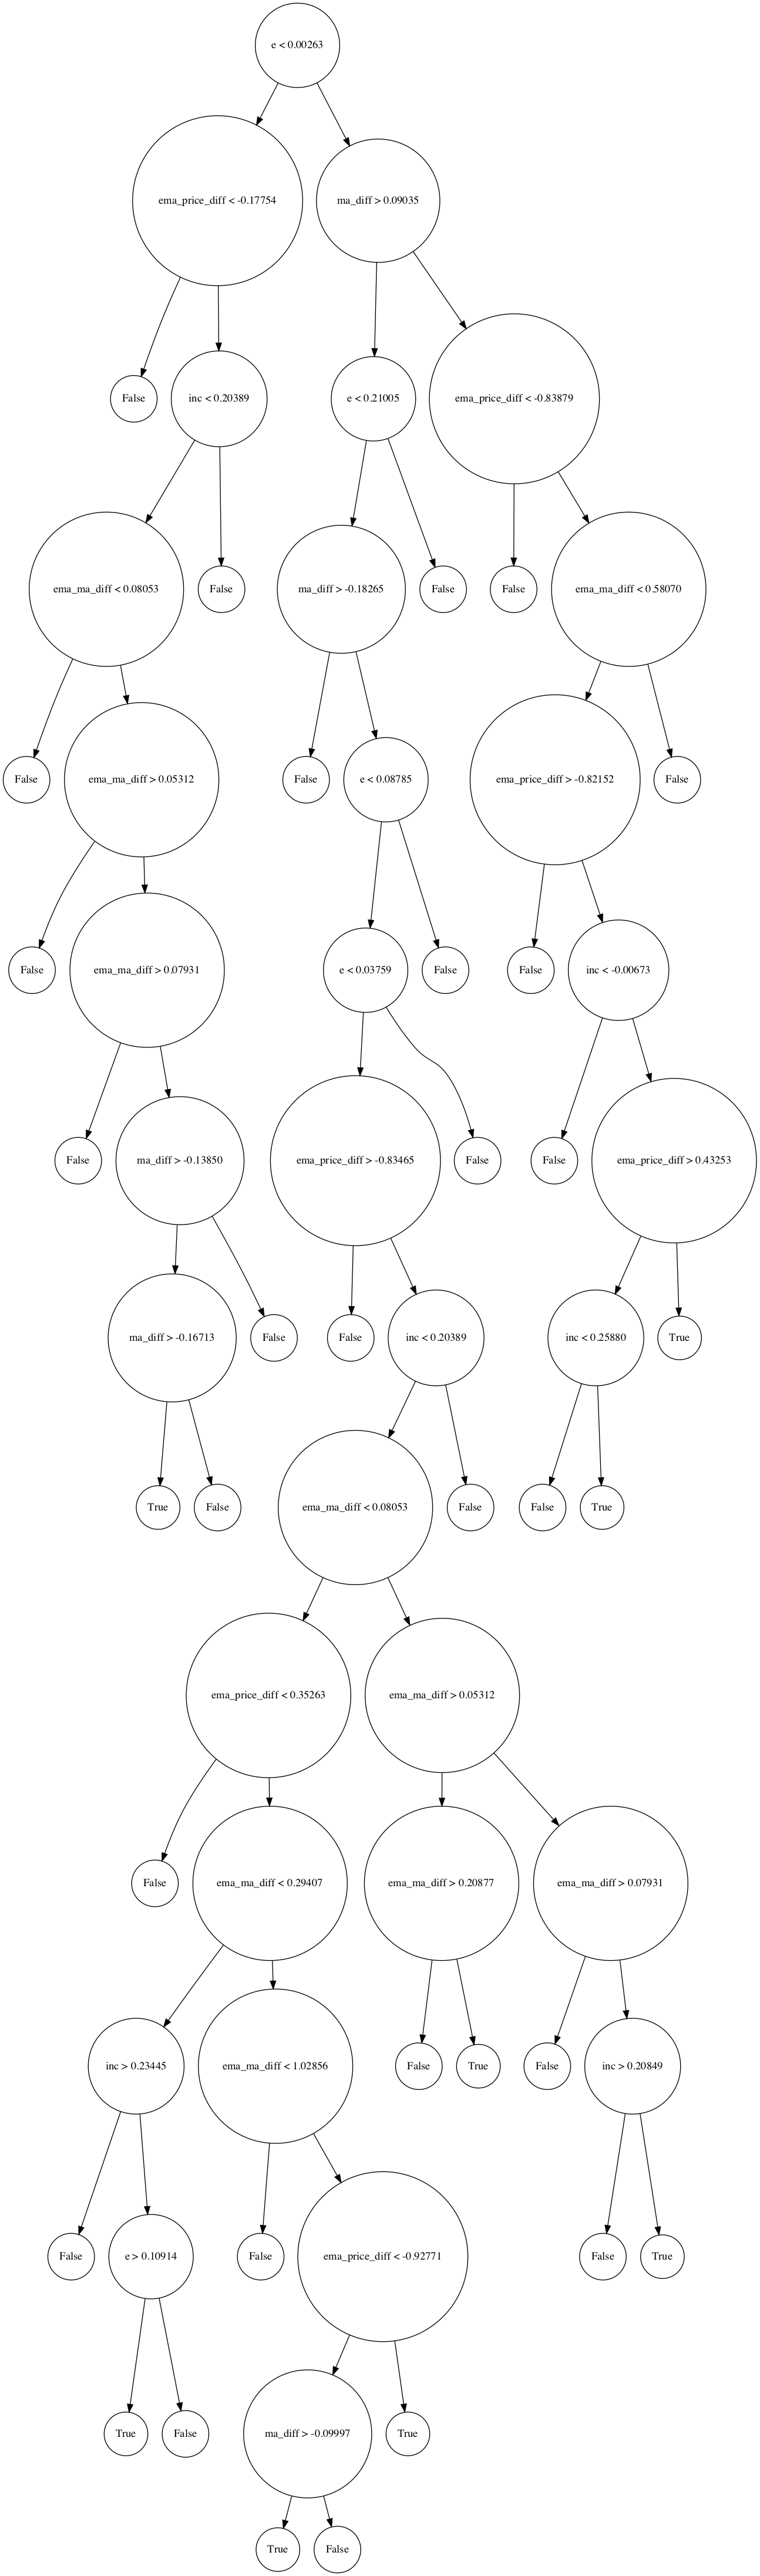 e < 0.00263
ema_price_diff < -0.17754
ma_diff > 0.09035
False
inc < 0.20389
e < 0.21005
ema_price_diff < -0.83879
ema_ma_diff < 0.08053
False
ma_diff > -0.18265
False
False
ema_ma_diff < 0.58070
False
ema_ma_diff > 0.05312
False
e < 0.08785
ema_price_diff > -0.82152
False
False
ema_ma_diff > 0.07931
e < 0.03759
False
False
inc < -0.00673
False
ma_diff > -0.13850
ema_price_diff > -0.83465
False
False
ema_price_diff > 0.43253
ma_diff > -0.16713
False
False
inc < 0.20389
inc < 0.25880
True
True
False
ema_ma_diff < 0.08053
False
False
True
ema_price_diff < 0.35263
ema_ma_diff > 0.05312
False
ema_ma_diff < 0.29407
ema_ma_diff > 0.20877
ema_ma_diff > 0.07931
inc > 0.23445
ema_ma_diff < 1.02856
False
True
False
inc > 0.20849
False
e > 0.10914
False
ema_price_diff < -0.92771
False
True
True
False
ma_diff > -0.09997
True
True
False